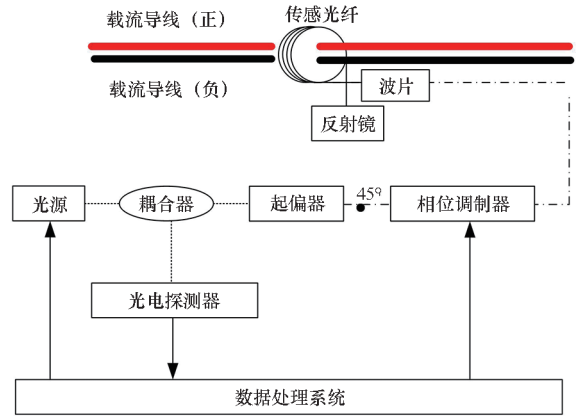 载流导线（正）
传感光纤
载流导线（负）
波片
反射镜
光源
耦合器
起偏器
45°
相位调制器
光电探测器
数据处理系统